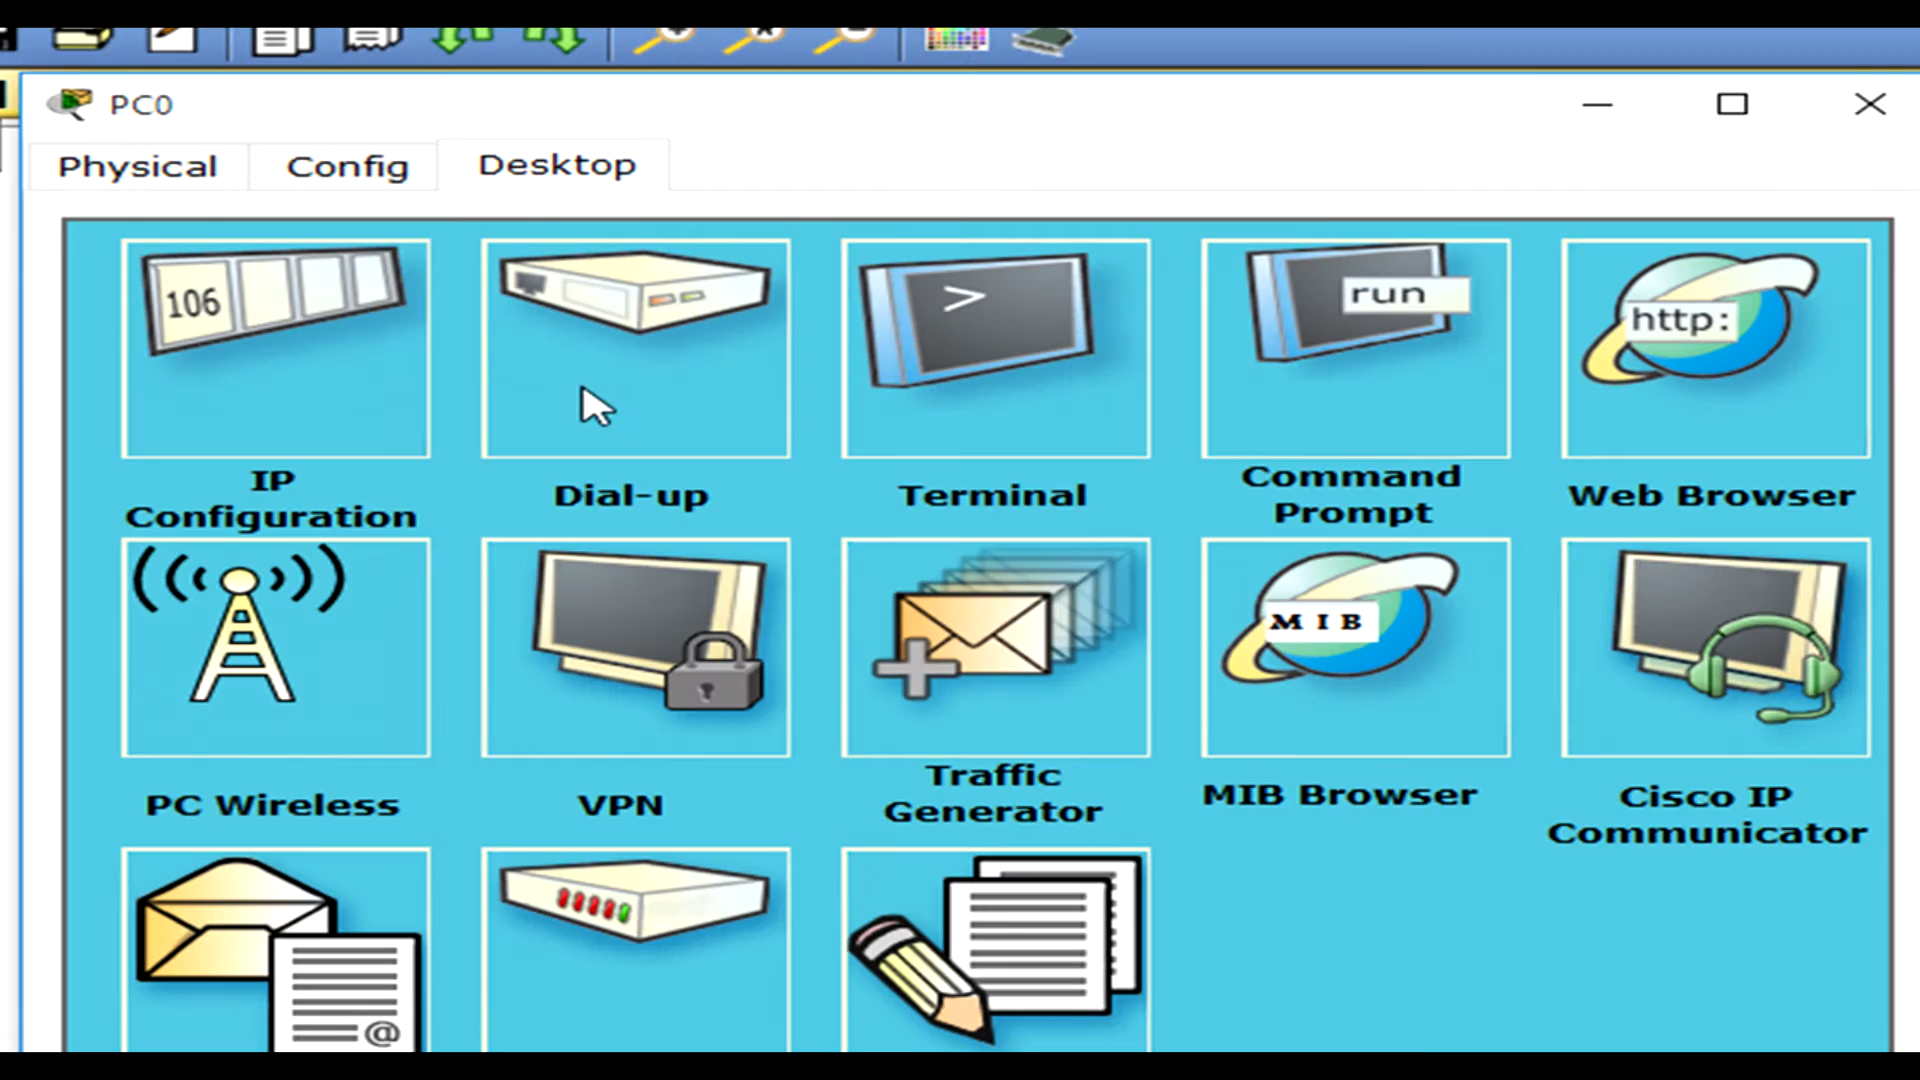 PC0
Physical
Config
Desktop
106
>
run
http:
IP
Configuration
Dial-up
Terminal
Command
Prompt
Web Browser
MIB
PC Wireless
VPN
Traffic
Generator
MIB Browser
Cisco IP
Communicator
@